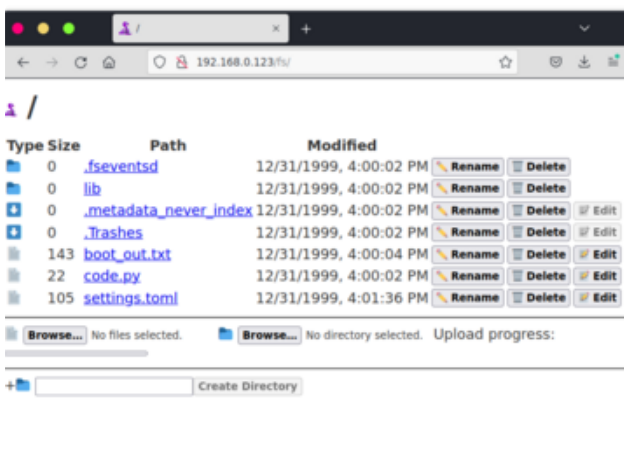 /
192.168.0.123/fs/
/
Type Size Path Modified
0 .fseventsd 12/31/1999, 4:00:02 PM Rename Delete
0 lib 12/31/1999, 4:00:02 PM Rename Delete
0 .metadata_never_index 12/31/1999, 4:00:02 PM Rename Delete Edit
0 .Trashes 12/31/1999, 4:00:02 PM Rename Delete Edit
143 boot_out.txt 12/31/1999, 4:00:04 PM Rename Delete Edit
22 code.py 12/31/1999, 4:00:02 PM Rename Delete Edit
105 settings.toml 12/31/1999, 4:01:36 PM Rename Delete Edit
Browse... No files selected. Browse... No directory selected. Upload progress:
+ Create Directory